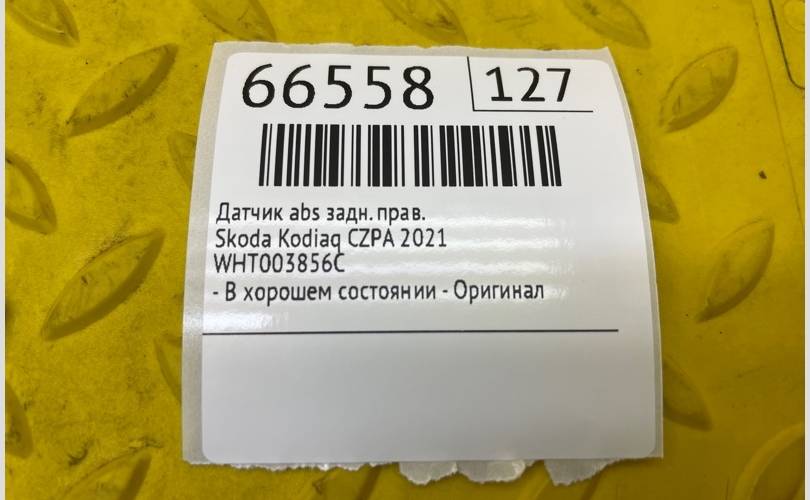 66558 127
Датчик abs задн. прав.
Skoda Kodiaq CZPA 2021
WHT003856C
- В хорошем состоянии - Оригинал